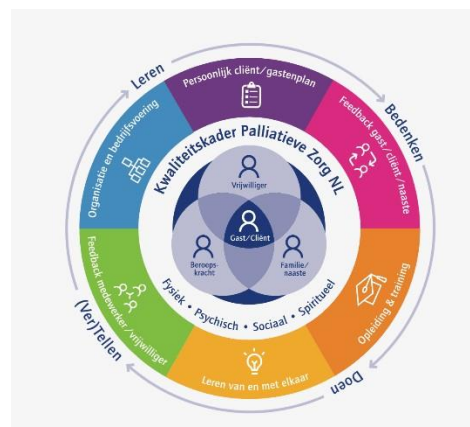 Leren
Bedenken
Doen
(Ver)Tellen
Persoonlijk cliënt/gastenplan
Feedback gast/cliënt/
naaste
Opleiding & training
Leren van en met elkaar
Feedback medewerker/vrijwilliger
Organisatie en bedrijfsvoering
Kwaliteitskader Palliatieve Zorg NL
Vrijwilliger
Gast/Cliënt
Beroeps-
kracht
Familie/
naaste
Fysiek • Psychisch • Sociaal • Spiritueel